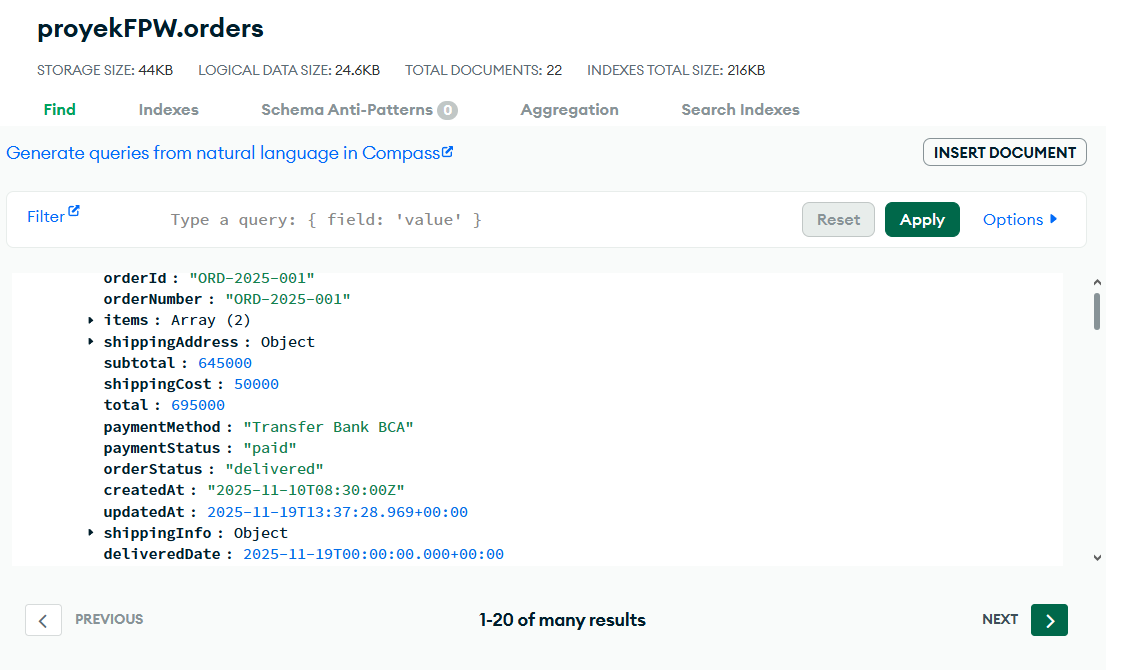 proyekFPW.orders
STORAGE SIZE: 44KB LOGICAL DATA SIZE: 24.6KB TOTAL DOCUMENTS: 22 INDEXES TOTAL SIZE: 216KB
Find Indexes Schema Anti-Patterns 0 Aggregation Search Indexes
Generate queries from natural language in Compass
INSERT DOCUMENT
Filter Type a query: { field: 'value' } Reset Apply Options
orderId : "ORD-2025-001"
orderNumber : "ORD-2025-001"
items : Array (2)
shippingAddress : Object
subtotal : 645000
shippingCost : 50000
total : 695000
paymentMethod : "Transfer Bank BCA"
paymentStatus : "paid"
orderStatus : "delivered"
createdAt : "2025-11-10T08:30:00Z"
updatedAt : 2025-11-19T13:37:28.969+00:00
shippingInfo : Object
deliveredDate : 2025-11-19T00:00:00.000+00:00
PREVIOUS 1-20 of many results NEXT